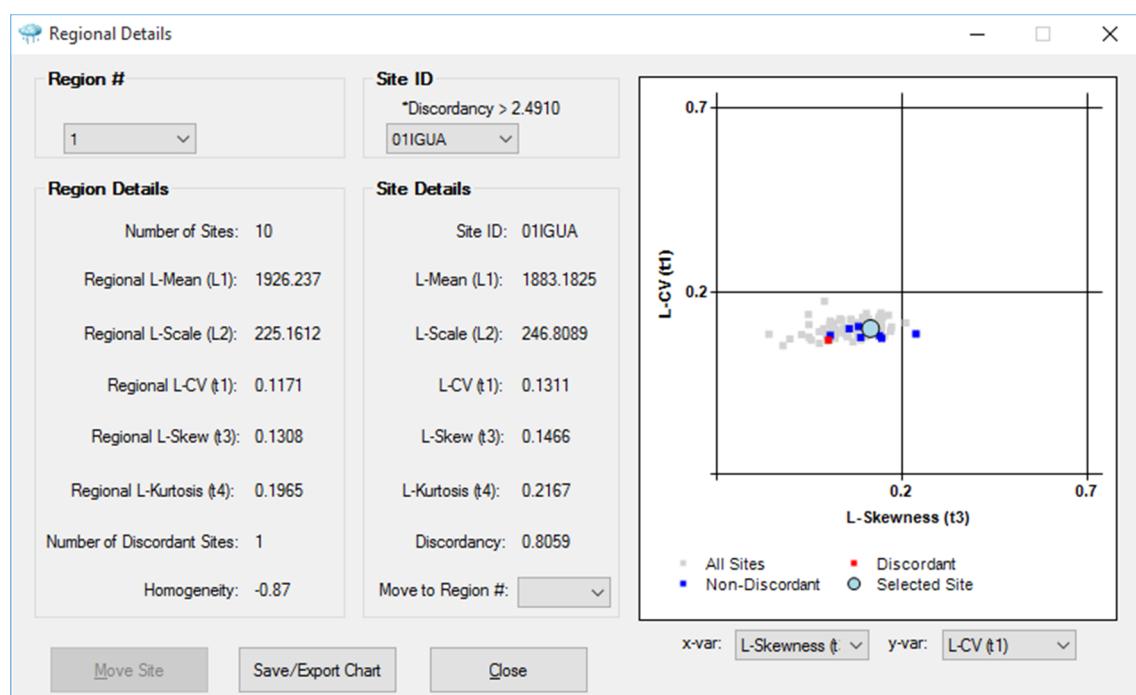 Regional Details
Region #
1
Site ID
*Discordancy > 2.4910
01IGUA
Region Details
Number of Sites: 10
Regional L-Mean (L1): 1926.237
Regional L-Scale (L2): 225.1612
Regional L-CV (t1): 0.1171
Regional L-Skew (t3): 0.1308
Regional L-Kurtosis (t4): 0.1965
Number of Discordant Sites: 1
Homogeneity: -0.87
Site Details
Site ID: 01IGUA
L-Mean (L1): 1883.1825
L-Scale (L2): 246.8089
L-CV (t1): 0.1311
L-Skew (t3): 0.1466
L-Kurtosis (t4): 0.2167
Discordancy: 0.8059
Move to Region #:
0.7
L-CV (t1)
0.2
0.2 0.7
L-Skewness (t3)
All Sites Discordant
Non-Discordant Selected Site
x-var: L-Skewness (t: y-var: L-CV (t1)
Move Site Save/Export Chart Close